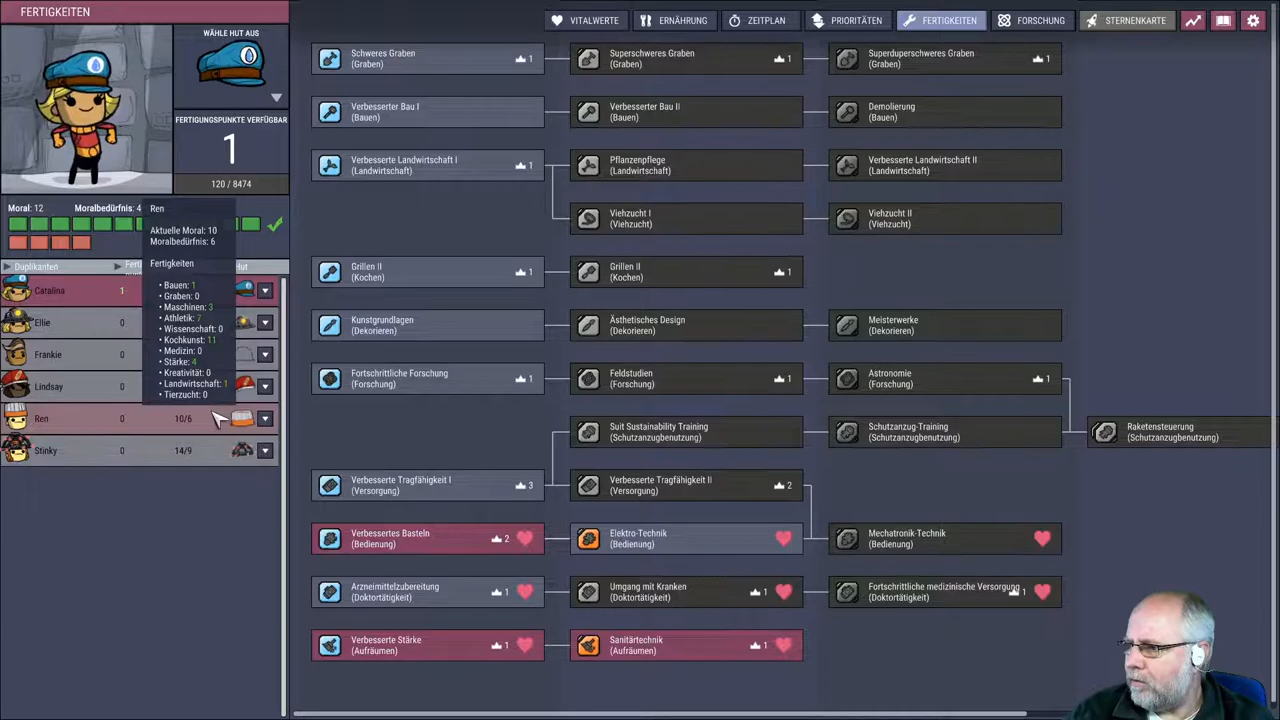 FERTIGKEITEN
VITALWERTE
ERNÄHRUNG
ZEITPLAN
PRIORITÄTEN
FERTIGKEITEN
FORSCHUNG
STERNENKARTE
WÄHLE HUT AUS
FERTIGUNGSPUNKTE VERFÜGBAR
1
120 / 8474
Moral: 12
Moralbedürfnis: 4
Ren
Aktuelle Moral: 10
Moralbedürfnis: 6
Fertigkeiten
• Bauen: 1
• Graben: 0
• Maschinen: 3
• Athletik: 7
• Wissenschaft: 0
• Kochkunst: 11
• Medizin: 0
• Stärke: 4
• Kreativität: 0
• Landwirtschaft: 1
• Tierzucht: 0
Duplikanten
Hut
Catalina 1
Ellie 0
Frankie 0
Lindsay 0
Ren 0 10/6
Stinky 0 14/9
Schweres Graben
(Graben)
1
Superschweres Graben
(Graben)
1
Superduperschweres Graben
(Graben)
1
Verbesserter Bau I
(Bauen)
Verbesserter Bau II
(Bauen)
Demolierung
(Bauen)
Verbesserte Landwirtschaft I
(Landwirtschaft)
1
Pflanzenpflege
(Landwirtschaft)
Verbesserte Landwirtschaft II
(Landwirtschaft)
Viehzucht I
(Viehzucht)
Viehzucht II
(Viehzucht)
Grillen II
(Kochen)
1
Grillen II
(Kochen)
1
Kunstgrundlagen
(Dekorieren)
Ästhetisches Design
(Dekorieren)
Meisterwerke
(Dekorieren)
Fortschrittliche Forschung
(Forschung)
1
Feldstudien
(Forschung)
1
Astronomie
(Forschung)
1
Suit Sustainability Training
(Schutzanzugbenutzung)
Schutzanzug-Training
(Schutzanzugbenutzung)
Raketensteuerung
(Schutzanzugbenutzung)
Verbesserte Tragfähigkeit I
(Versorgung)
3
Verbesserte Tragfähigkeit II
(Versorgung)
2
Verbessertes Basteln
(Bedienung)
2
Elektro-Technik
(Bedienung)
Mechatronik-Technik
(Bedienung)
Arzneimittelzubereitung
(Doktortätigkeit)
1
Umgang mit Kranken
(Doktortätigkeit)
1
Fortschrittliche medizinische Versorgung
(Doktortätigkeit)
1
Verbesserte Stärke
(Aufräumen)
1
Sanitärtechnik
(Aufräumen)
1